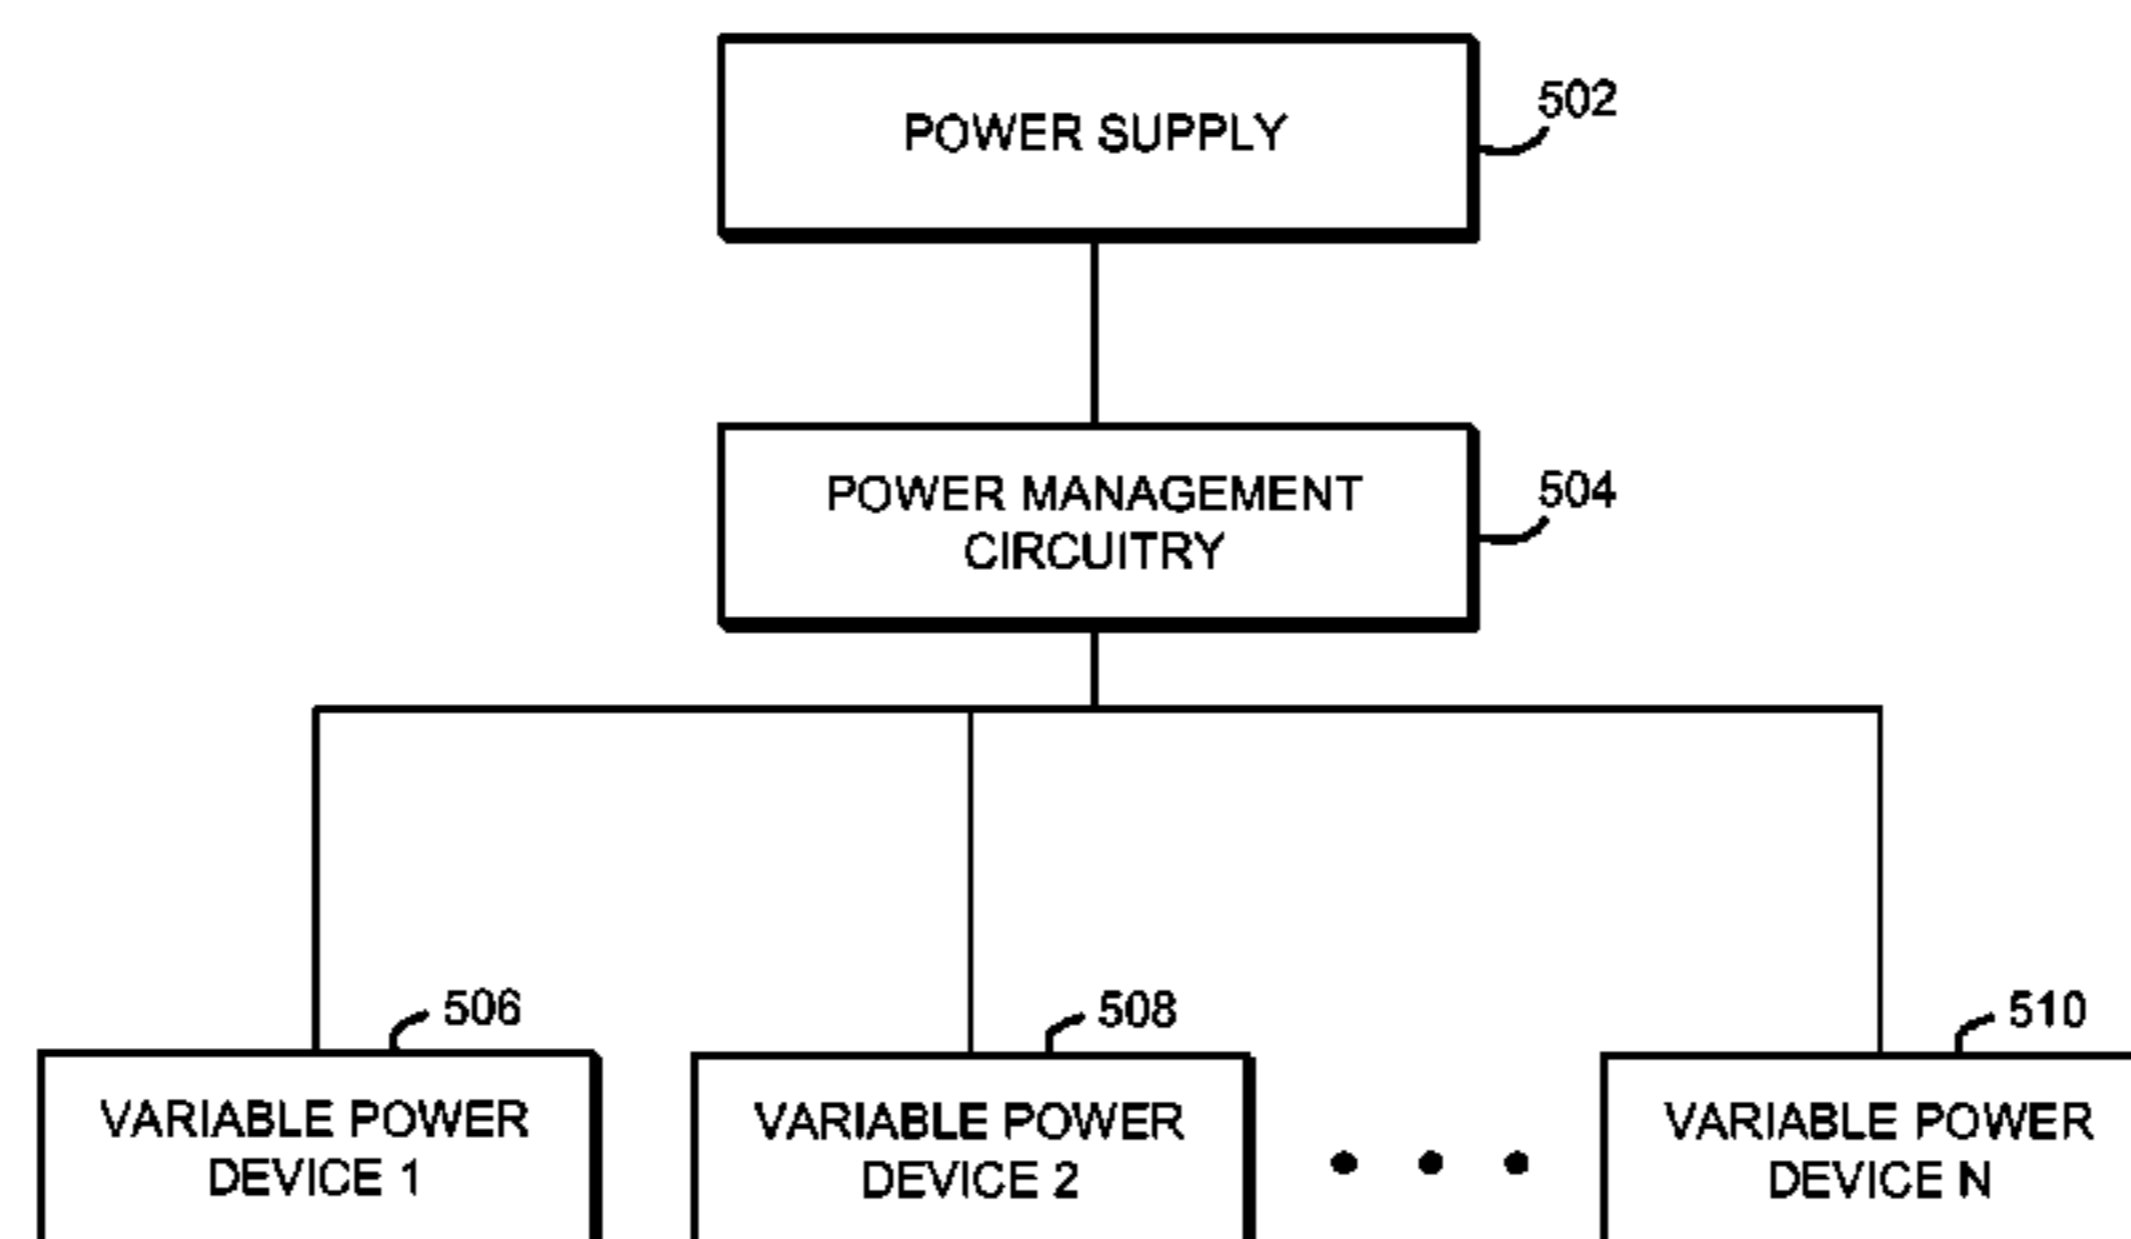 POWER SUPPLY
502
POWER MANAGEMENT
CIRCUITRY
504
506
VARIABLE POWER
DEVICE 1
508
VARIABLE POWER
DEVICE 2
510
VARIABLE POWER
DEVICE N